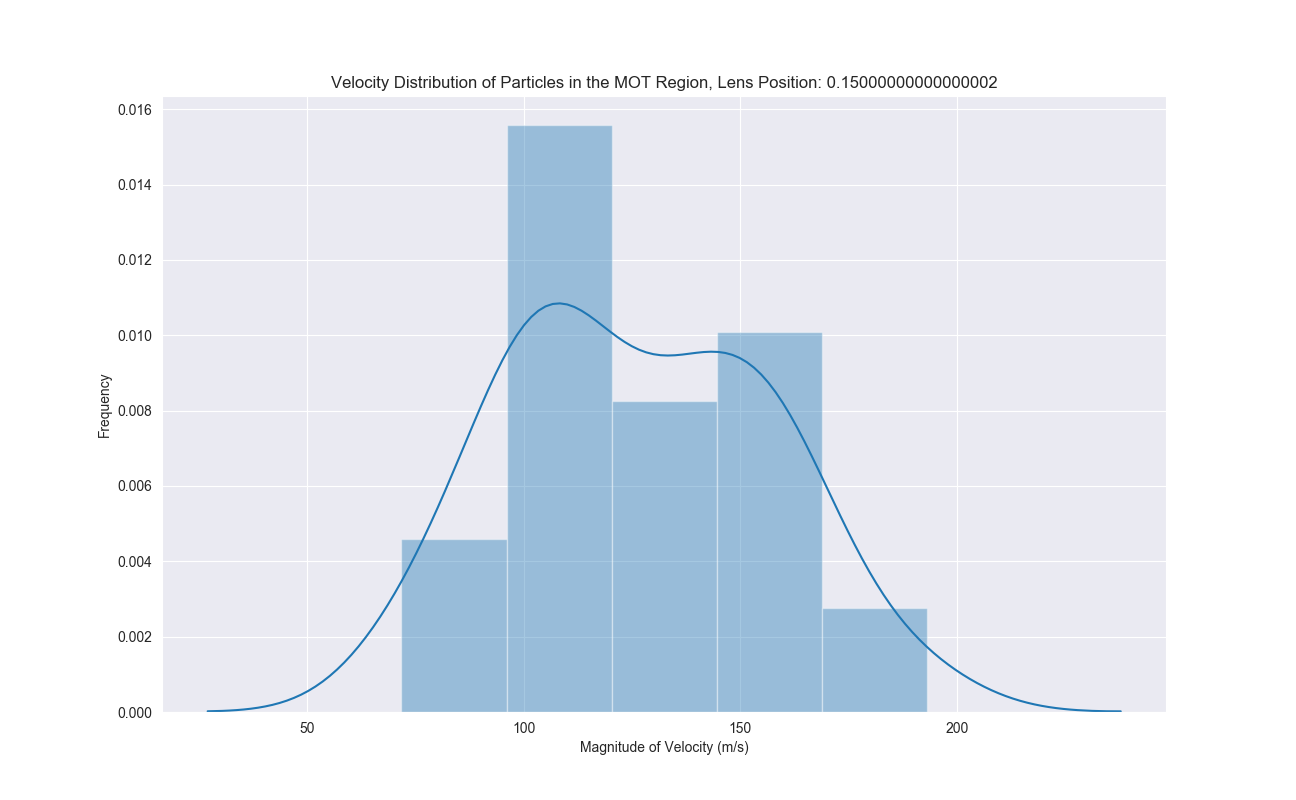 Velocity Distribution of Particles in the MOT Region, Lens Position: 0.15000000000000002
0.016
0.014
0.012
0.010
0.008
0.006
0.004
0.002
0.000
Frequency
50 100 150 200
Magnitude of Velocity (m/s)